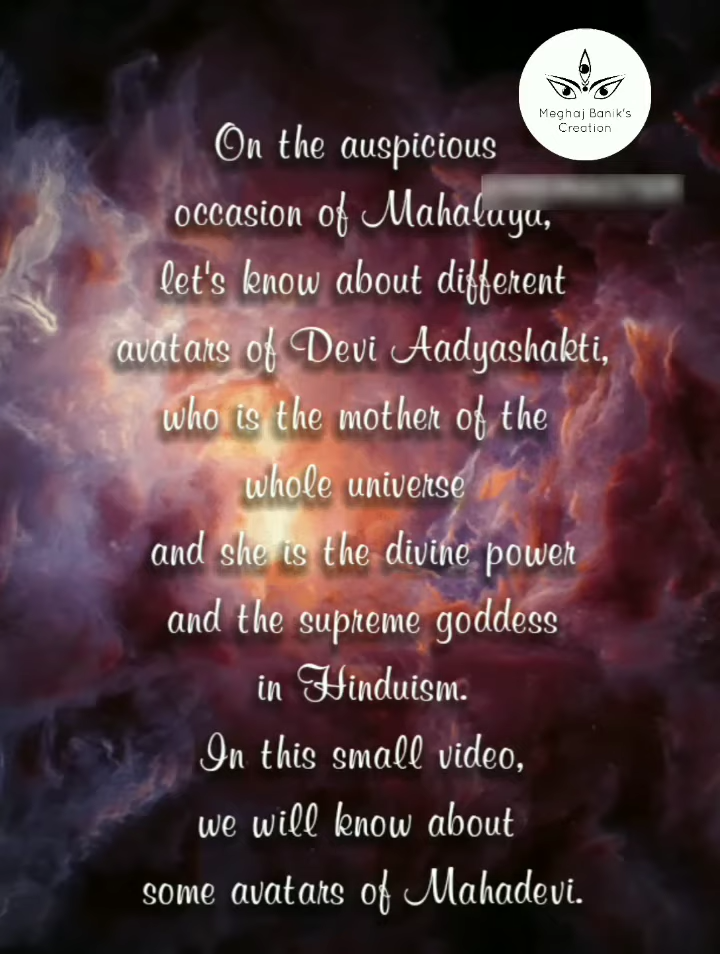 Meghaj Banik's
Creation
On the auspicious
occasion of Mahalaya,
let's know about different
avatars of Devi Aadyashakti,
who is the mother of the
whole universe
and she is the divine power
and the supreme goddess
in Hinduism.
In this small video,
we will know about
some avatars of Mahadevi.